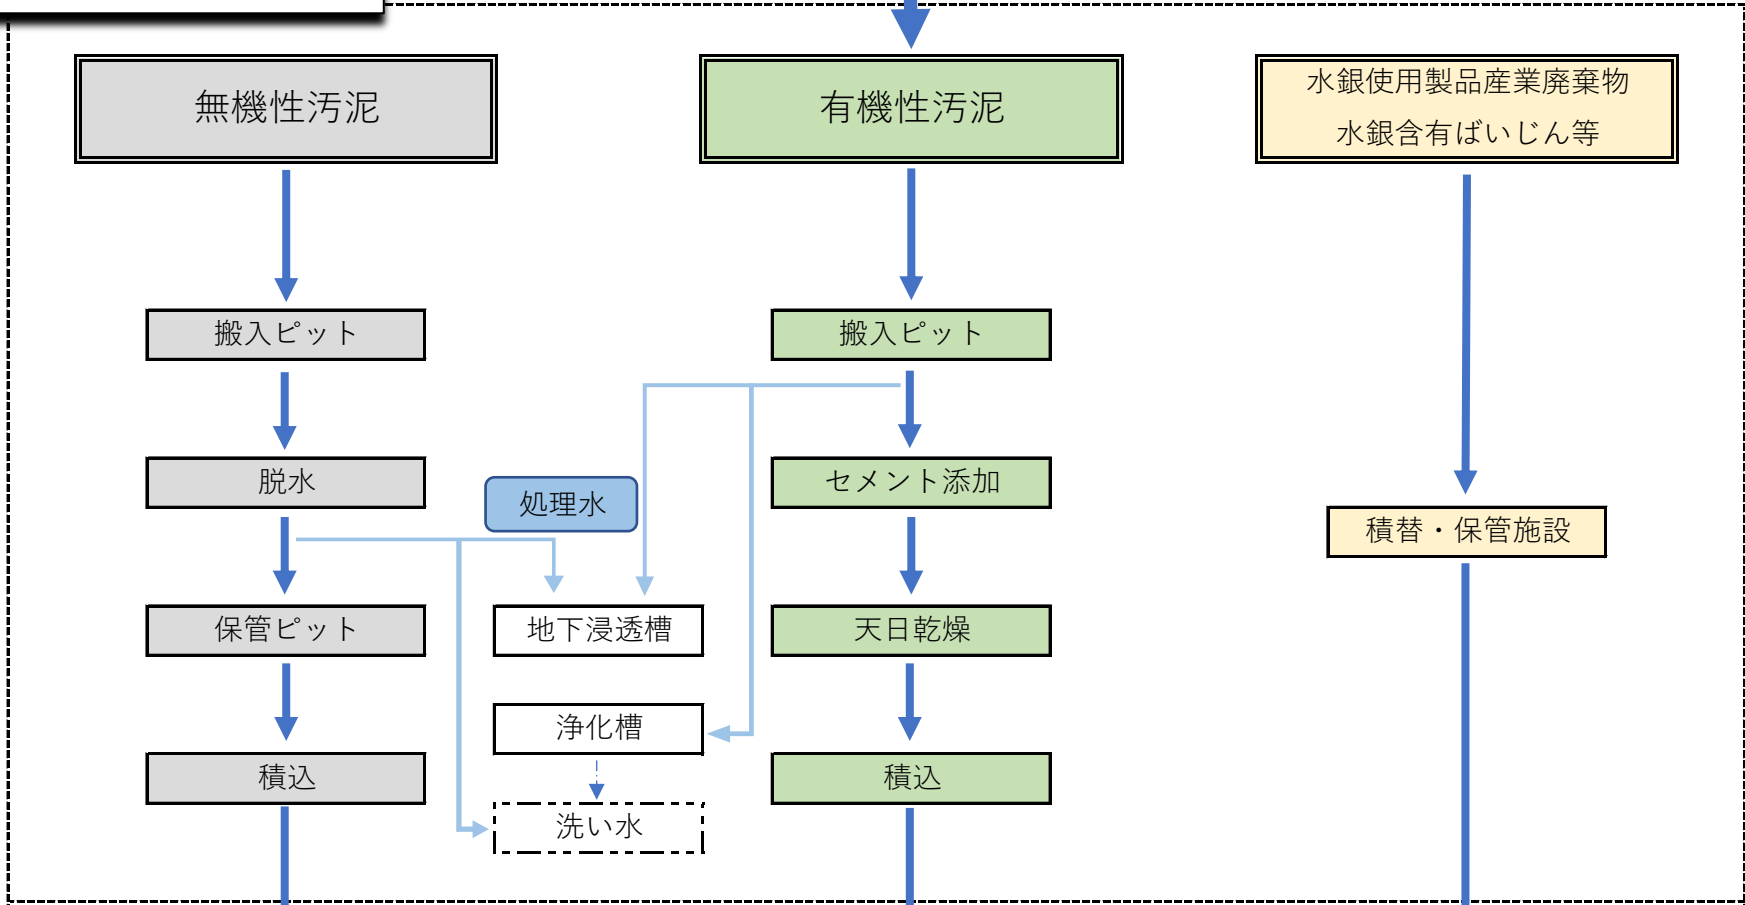 無機性汚泥
有機性汚泥
水銀使用製品産業廃棄物
水銀含有ばいじん等
搬入ピット
搬入ピット
脱水
処理水
セメント添加
積替・保管施設
保管ピット
地下浸透槽
天日乾燥
浄化槽
積込
積込
洗い水